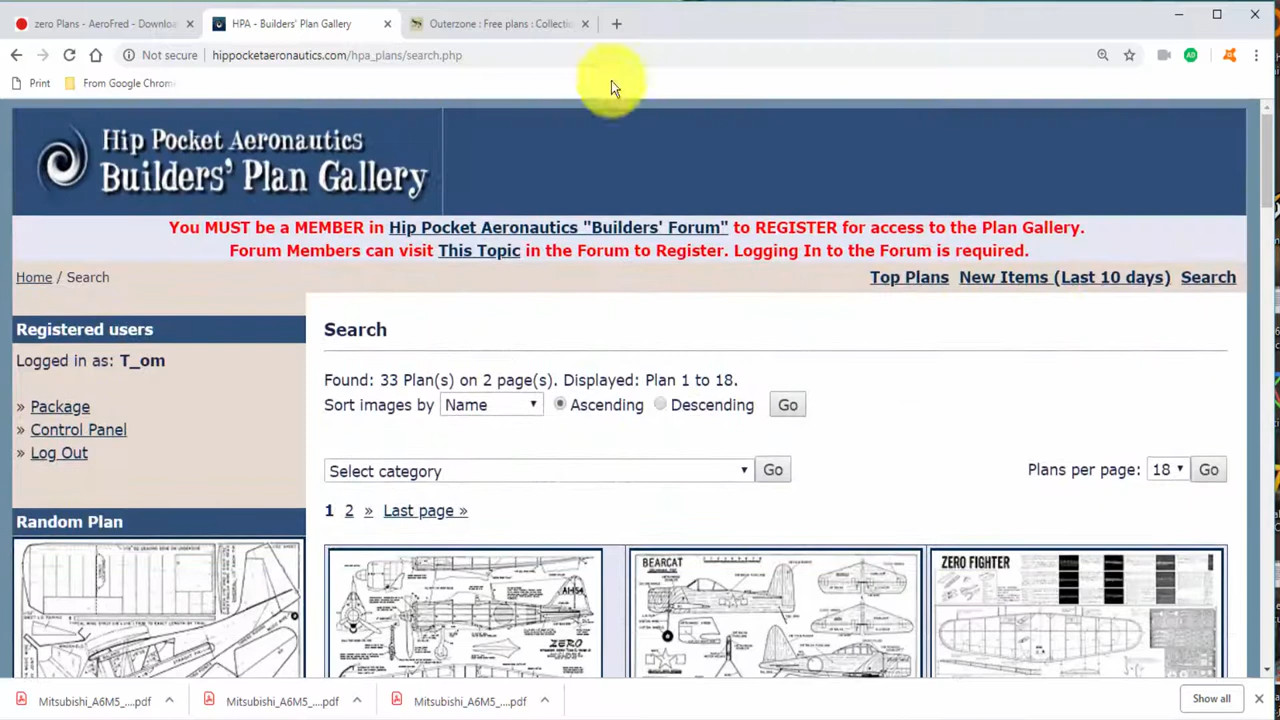 zero Plans - AeroFred - Downloa
HPA - Builders' Plan Gallery
Outerzone : Free plans : Collectio
Not secure
hippocketaeronautics.com/hpa_plans/search.php
Print
From Google Chrom
Hip Pocket Aeronautics
Builders' Plan Gallery
You MUST be a MEMBER in Hip Pocket Aeronautics "Builders' Forum" to REGISTER for access to the Plan Gallery.
Forum Members can visit This Topic in the Forum to Register. Logging In to the Forum is required.
Home / Search
Top Plans New Items (Last 10 days) Search
Registered users
Logged in as: T_om
» Package
» Control Panel
» Log Out
Random Plan
Search
Found: 33 Plan(s) on 2 page(s). Displayed: Plan 1 to 18.
Sort images by Name Ascending Descending Go
Select category Go
Plans per page: 18 Go
1 2 » Last page »
ZERO
BEARCAT
ZERO FIGHTER
Mitsubishi_A6M5_....pdf
Mitsubishi_A6M5_....pdf
Mitsubishi_A6M5_....pdf
Show all